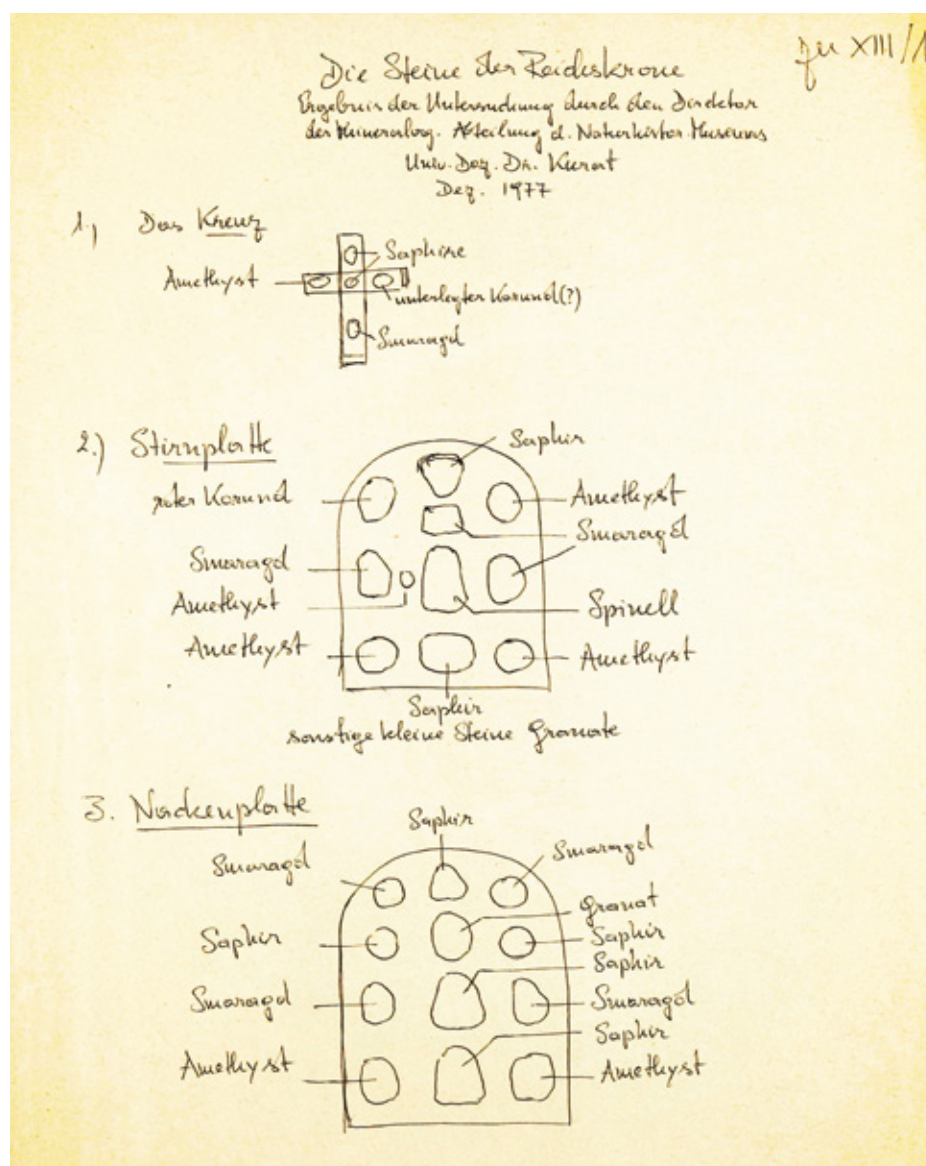 zu XIII/1
Die Steine der Reichskrone
Ergebnis der Untersuchung durch den Direktor
der Mineralog. Abteilung d. Naturhistor. Museums
Univ. Doz. Dr. Kurat
Dez. 1977
1.) Das Kreuz
Saphire
Amethyst
unterlegter Korund (?)
Smaragd
2.) Stirnplatte
Saphir
roter Korund
Amethyst
Smaragd
Smaragd
Amethyst
Spinell
Amethyst
Amethyst
Saphir
sonstige kleine Steine Granate
3. Nackenplatte
Saphir
Smaragd
Smaragd
Granat
Saphir
Saphir
Saphir
Smaragd
Smaragd
Saphir
Amethyst
Amethyst